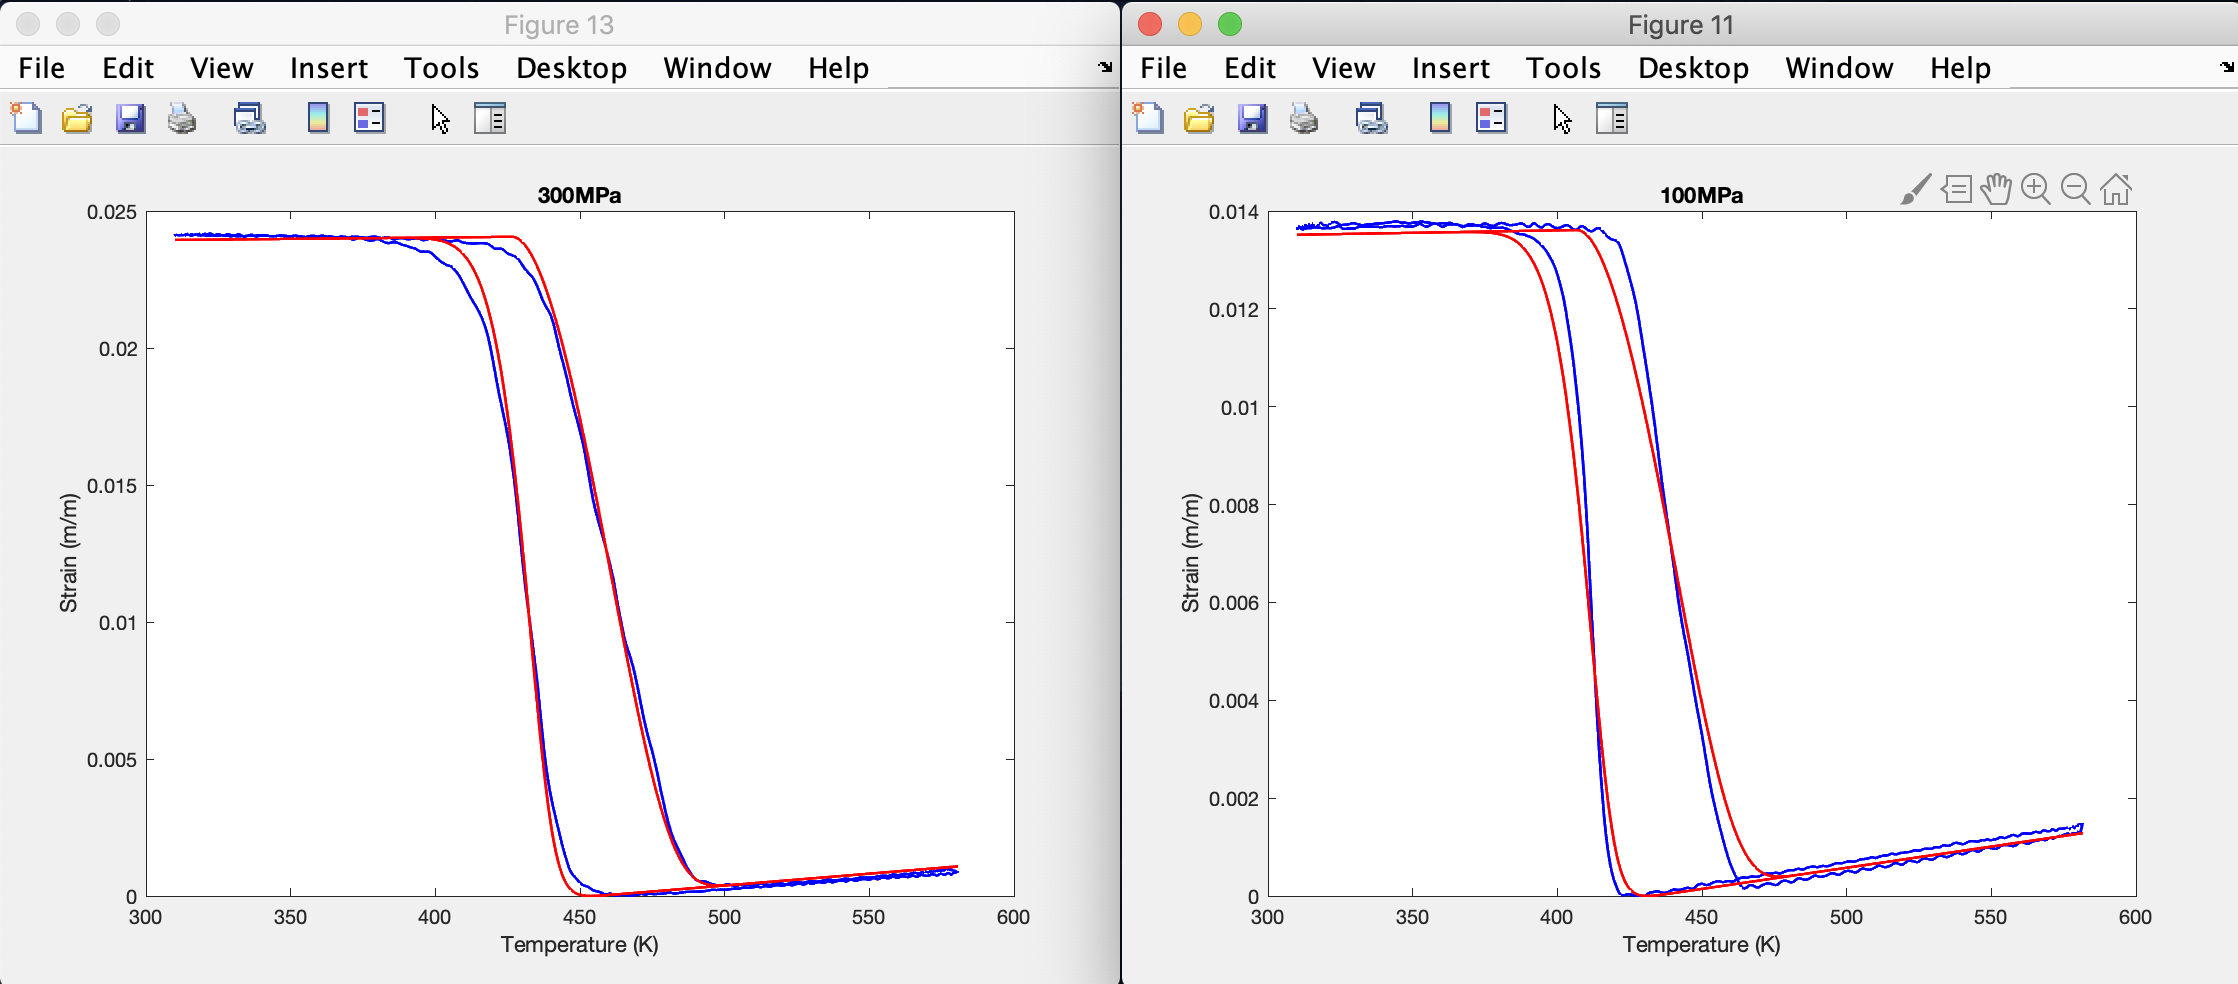 Figure 13
File Edit View Insert Tools Desktop Window Help
300MPa
0.025
0.02
0.015
0.01
0.005
0
Strain (m/m)
300 350 400 450 500 550 600
Temperature (K)
Figure 11
File Edit View Insert Tools Desktop Window Help
100MPa
0.014
0.012
0.01
0.008
0.006
0.004
0.002
0
Strain (m/m)
300 350 400 450 500 550 600
Temperature (K)